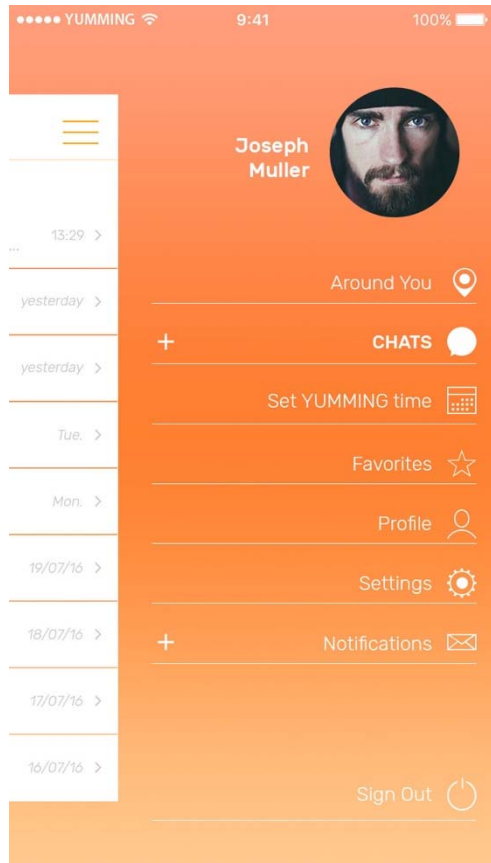 YUMMING 9:41 100%
Joseph
Muller
13:29 >
...
Around You
yesterday >
+ CHATS
yesterday >
Set YUMMING time
Tue. >
Favorites
Mon. >
Profile
19/07/16 >
Settings
18/07/16 >
+ Notifications
17/07/16 >
16/07/16 >
Sign Out